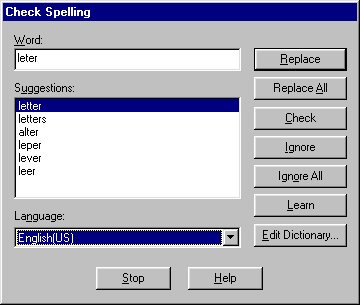 Check Spelling
Word:
leter
Replace
Replace All
Suggestions:
letter
letters
alter
leper
lever
leer
Check
Ignore
Ignore All
Learn
Language:
English(US)
Edit Dictionary...
Stop
Help